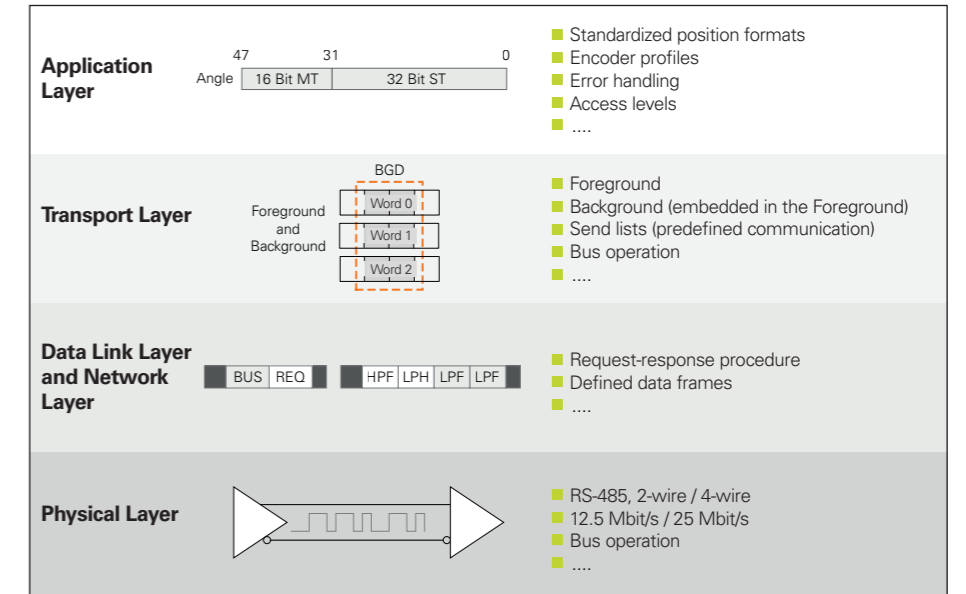 Application
Layer
47 31 0
Angle 16 Bit MT 32 Bit ST
Standardized position formats
Encoder profiles
Error handling
Access levels
....
Transport Layer
BGD
Foreground
and
Background
Word 0
Word 1
Word 2
Foreground
Background (embedded in the Foreground)
Send lists (predefined communication)
Bus operation
....
Data Link Layer
and Network
Layer
BUS REQ HPF LPH LPF LPF
Request-response procedure
Defined data frames
....
Physical Layer
RS-485, 2-wire / 4-wire
12.5 Mbit/s / 25 Mbit/s
Bus operation
....